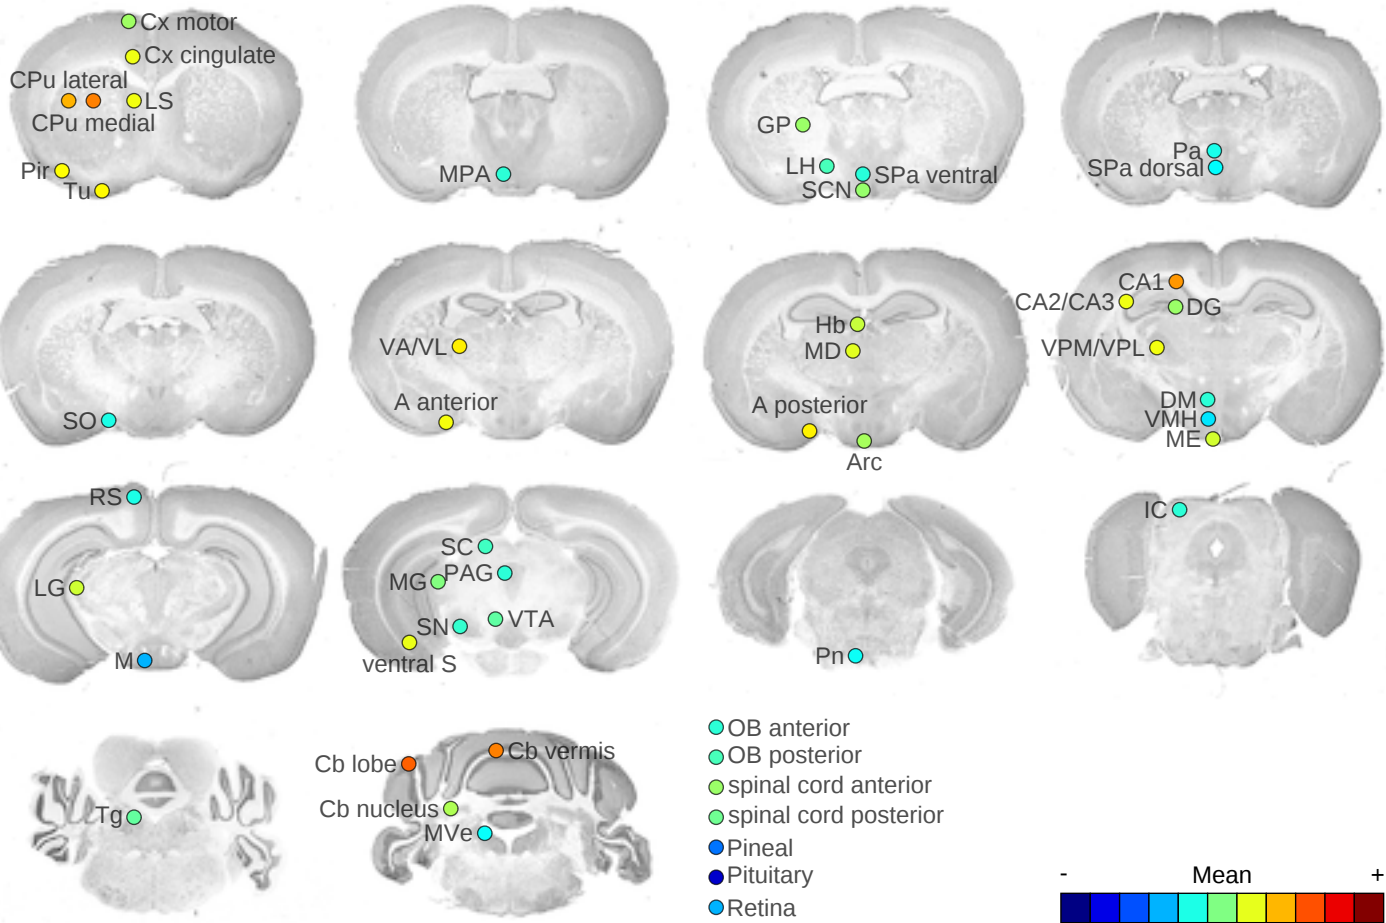 Cx motor
Cx cingulate
CPu lateral
LS
CPu medial
Pir
Tu
MPA
GP
LH
SPa ventral
SCN
Pa
SPa dorsal
SO
VA/VL
A anterior
Hb
MD
A posterior
Arc
CA1
CA2/CA3
DG
VPM/VPL
DM
VMH
ME
RS
LG
M
SC
PAG
MG
VTA
SN
ventral S
Pn
IC
Tg
Cb lobe
Cb vermis
Cb nucleus
MVe
OB anterior
OB posterior
spinal cord anterior
spinal cord posterior
Pineal
Pituitary
Retina
- Mean +